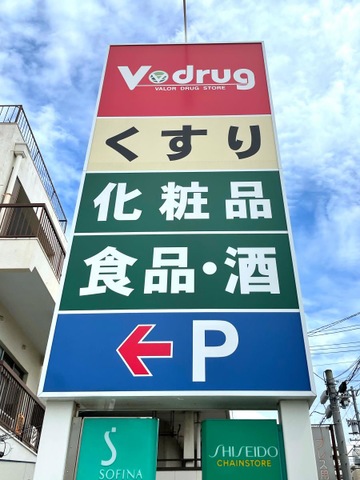 V drug
VALOR DRUG STORE
くすり
化粧品
食品・酒
← P
S
SOFINA
SHISEIDO
CHAINSTORE